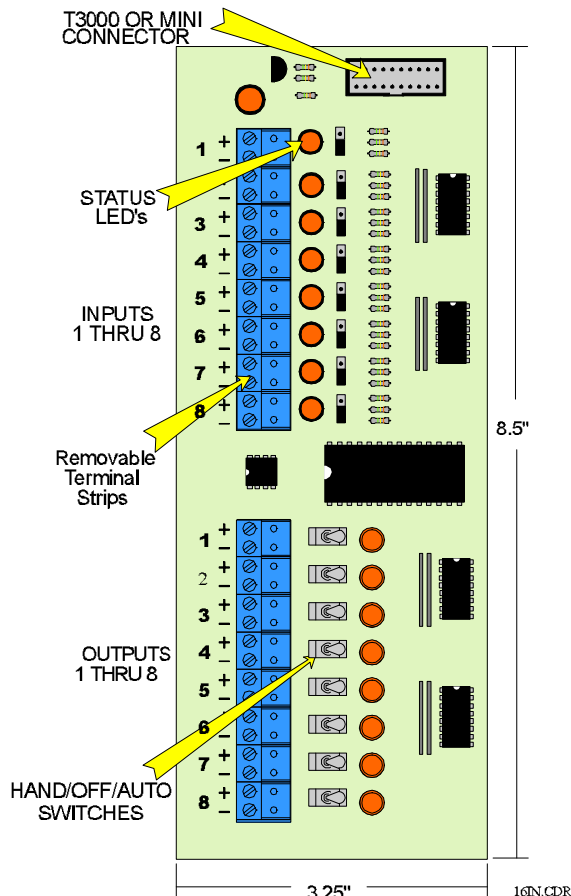 T3000 OR MINI
CONNECTOR
1 + –
STATUS
LED's
–
3 + –
4 + –
INPUTS
1 THRU 8
5 + –
6 + –
7 + –
8 + –
Removable
Terminal
Strips
8.5"
1 + –
2 + –
3 + –
OUTPUTS
1 THRU 8
4 + –
5 + –
6 + –
7 + –
8 + –
HAND/OFF/AUTO
SWITCHES
3.25"
16IN.CDR